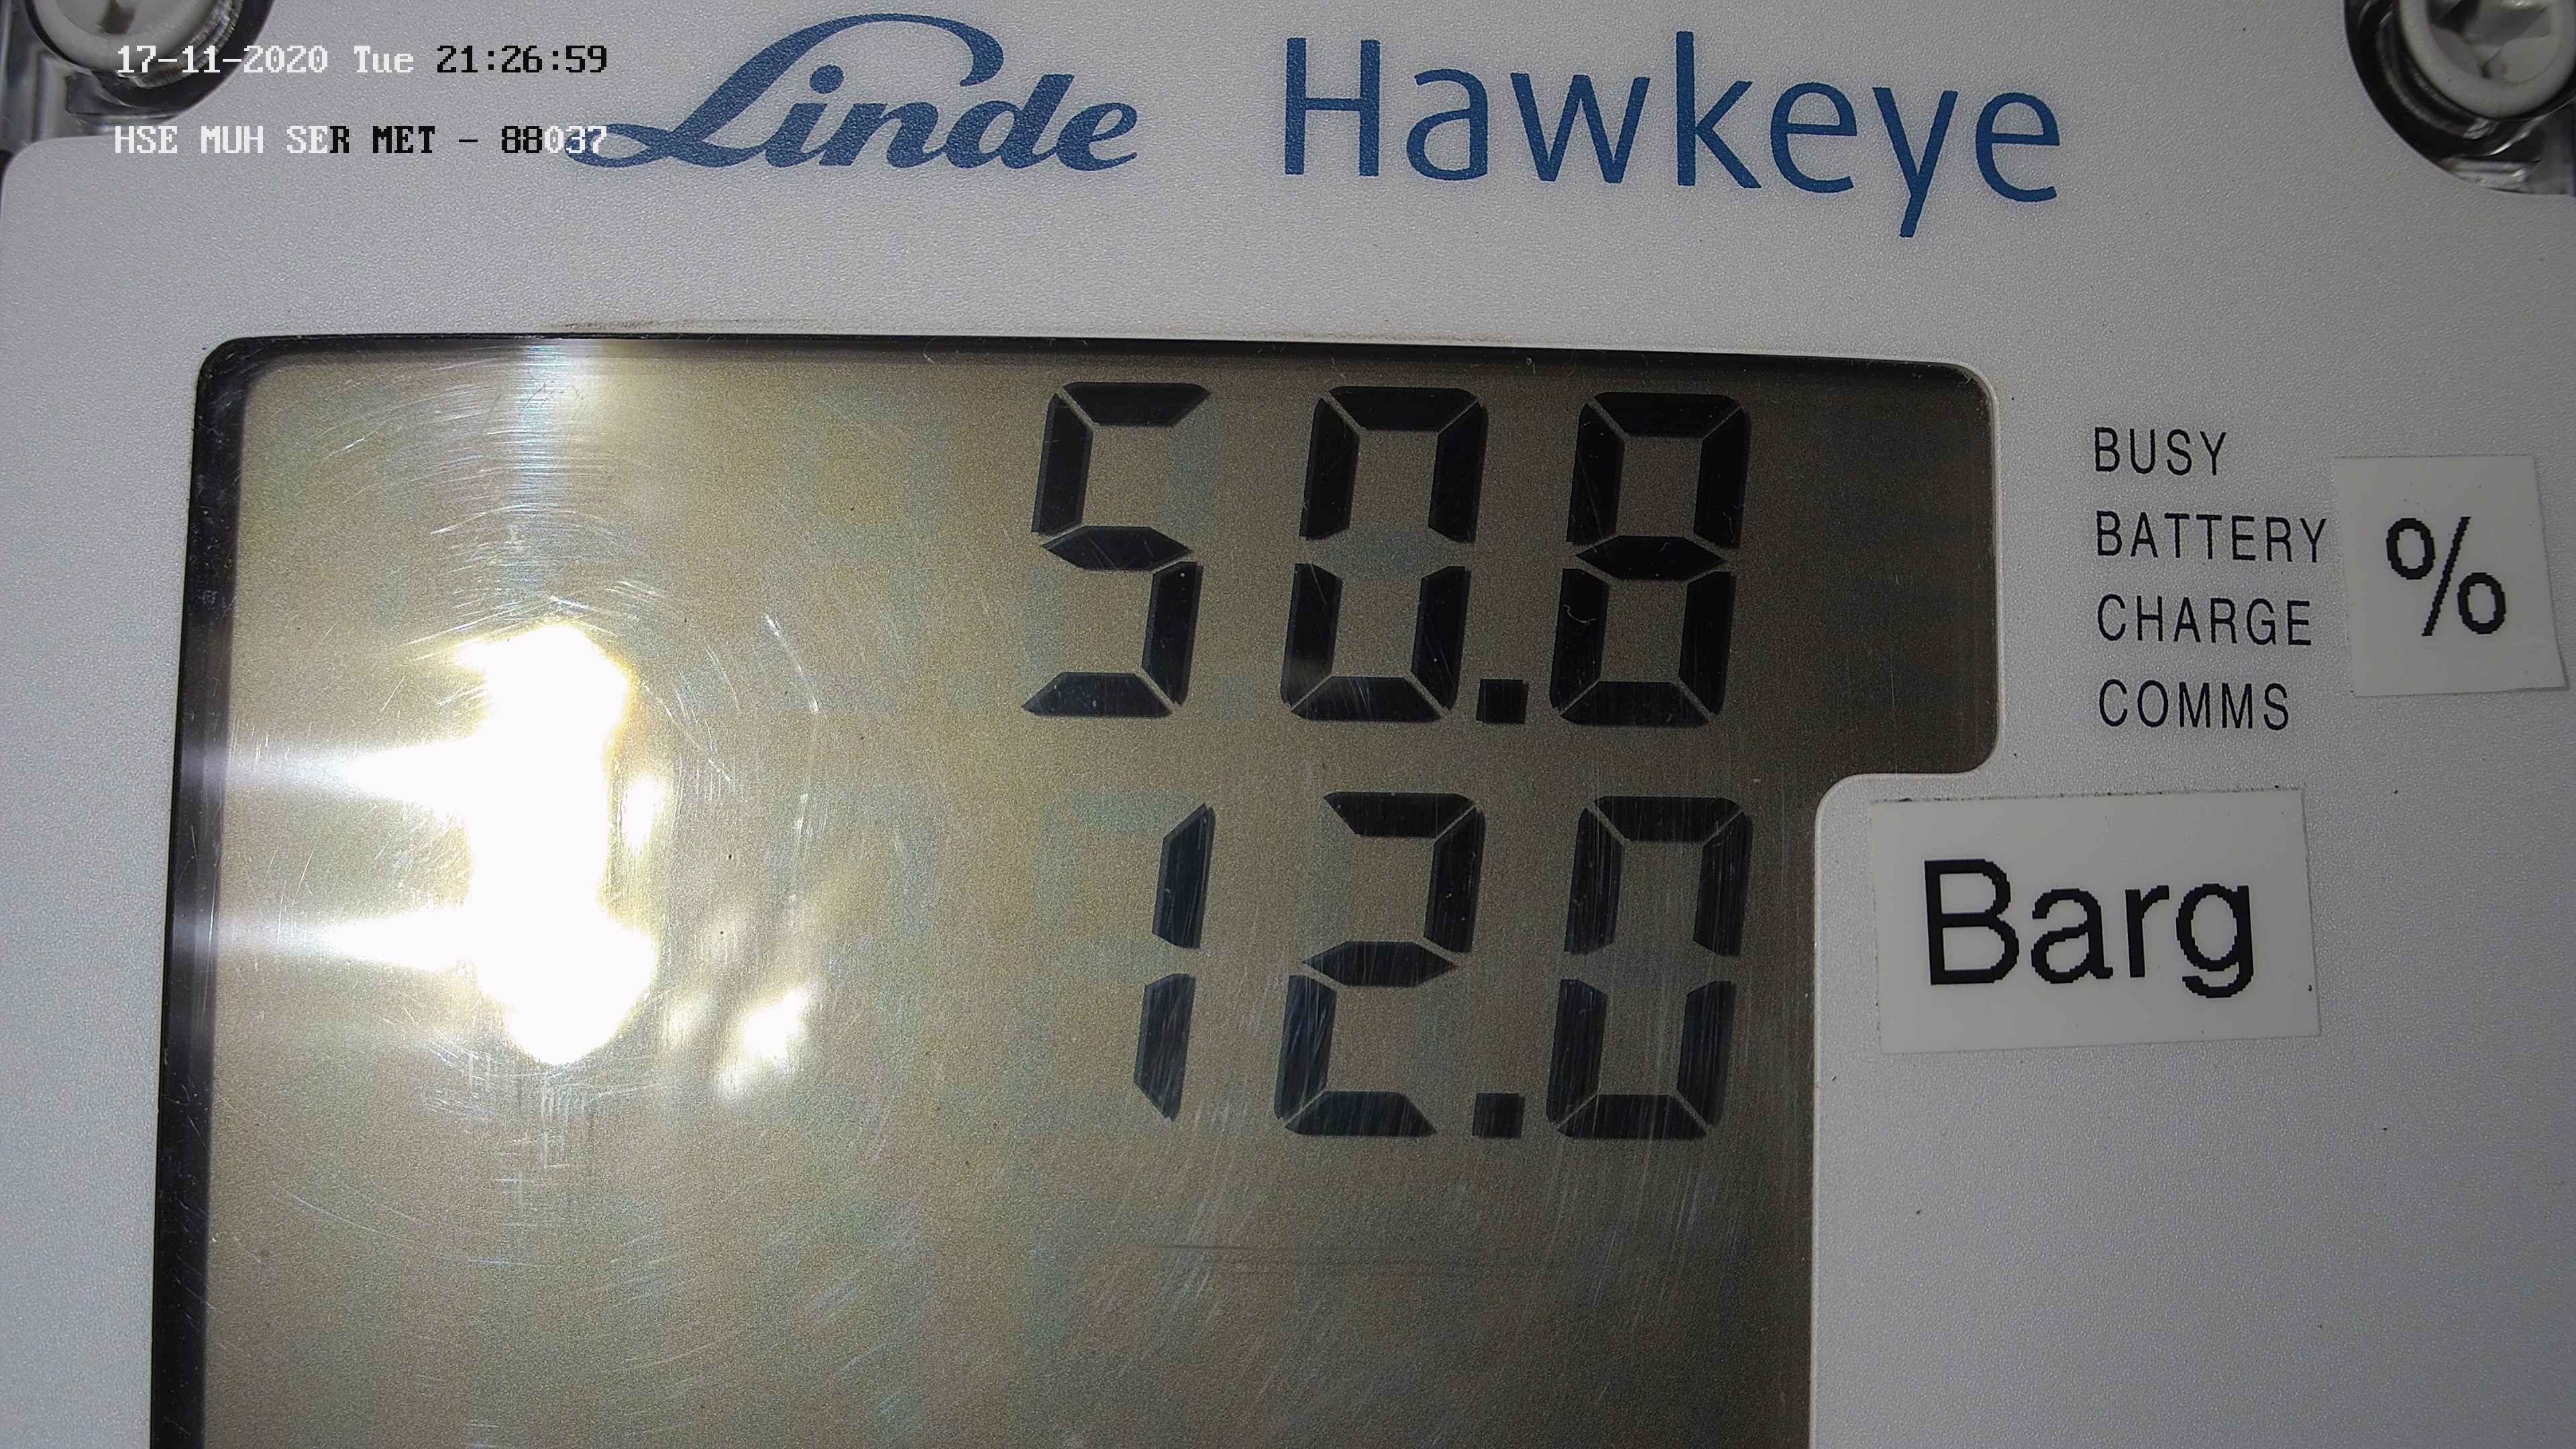 17-11-2020 Tue 21:26:59
HSE MUH SER MET - 88037
Linde Hawkeye
50.8
BUSY
BATTERY
CHARGE
COMMS
%
12.0
Barg